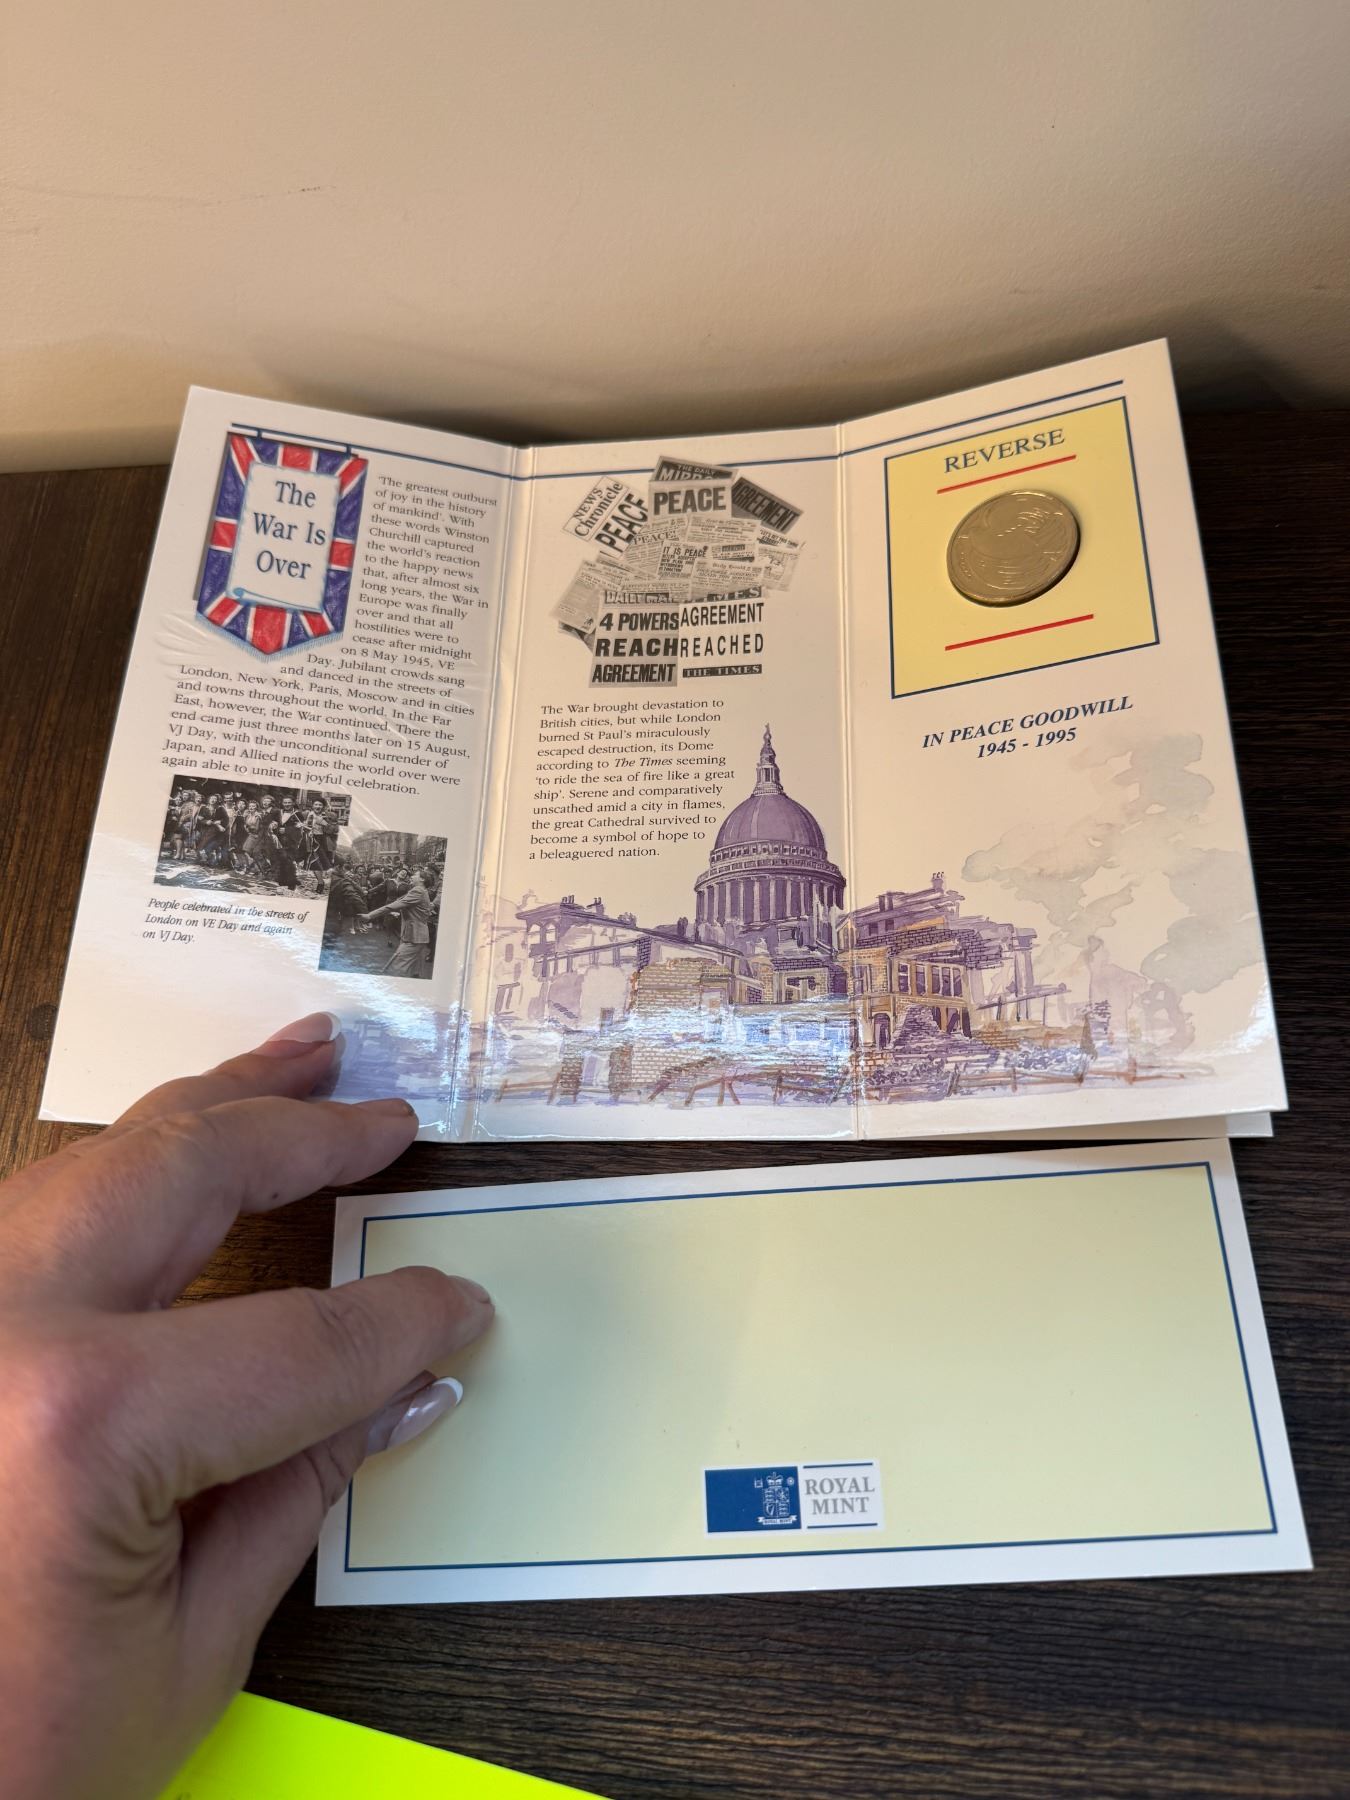 The
War Is
Over
'The greatest outburst
of joy in the history
of mankind'. With
these words Winston
Churchill captured
the world's reaction
to the happy news
that, after almost six
long years, the War in
Europe was finally
over and that all
hostilities were to
cease after midnight
on 8 May 1945, VE
Day. Jubilant crowds sang
and danced in the streets of
London, New York, Paris, Moscow and in cities
and towns throughout the world. In the Far
East, however, the War continued. There the
end came just three months later on 15 August,
VJ Day, with the unconditional surrender of
Japan, and Allied nations the world over were
again able to unite in joyful celebration.
People celebrated in the streets of
London on VE Day and again
on VJ Day.
THE DAILY
MIRRO
NEWS
Chronicle
PEACE
PEACE
AGREEMENT
PEACE
IT IS PEACE
Daily Herald
DAILY MAIL
TIMES
4 POWERS
REACH
AGREEMENT
AGREEMENT
REACHED
THE TIMES
The War brought devastation to
British cities, but while London
burned St Paul's miraculously
escaped destruction, its Dome
according to The Times seeming
'to ride the sea of fire like a great
ship'. Serene and comparatively
unscathed amid a city in flames,
the great Cathedral survived to
become a symbol of hope to
a beleaguered nation.
REVERSE
IN PEACE GOODWILL
1945 - 1995
ROYAL MINT
ROYAL
MINT